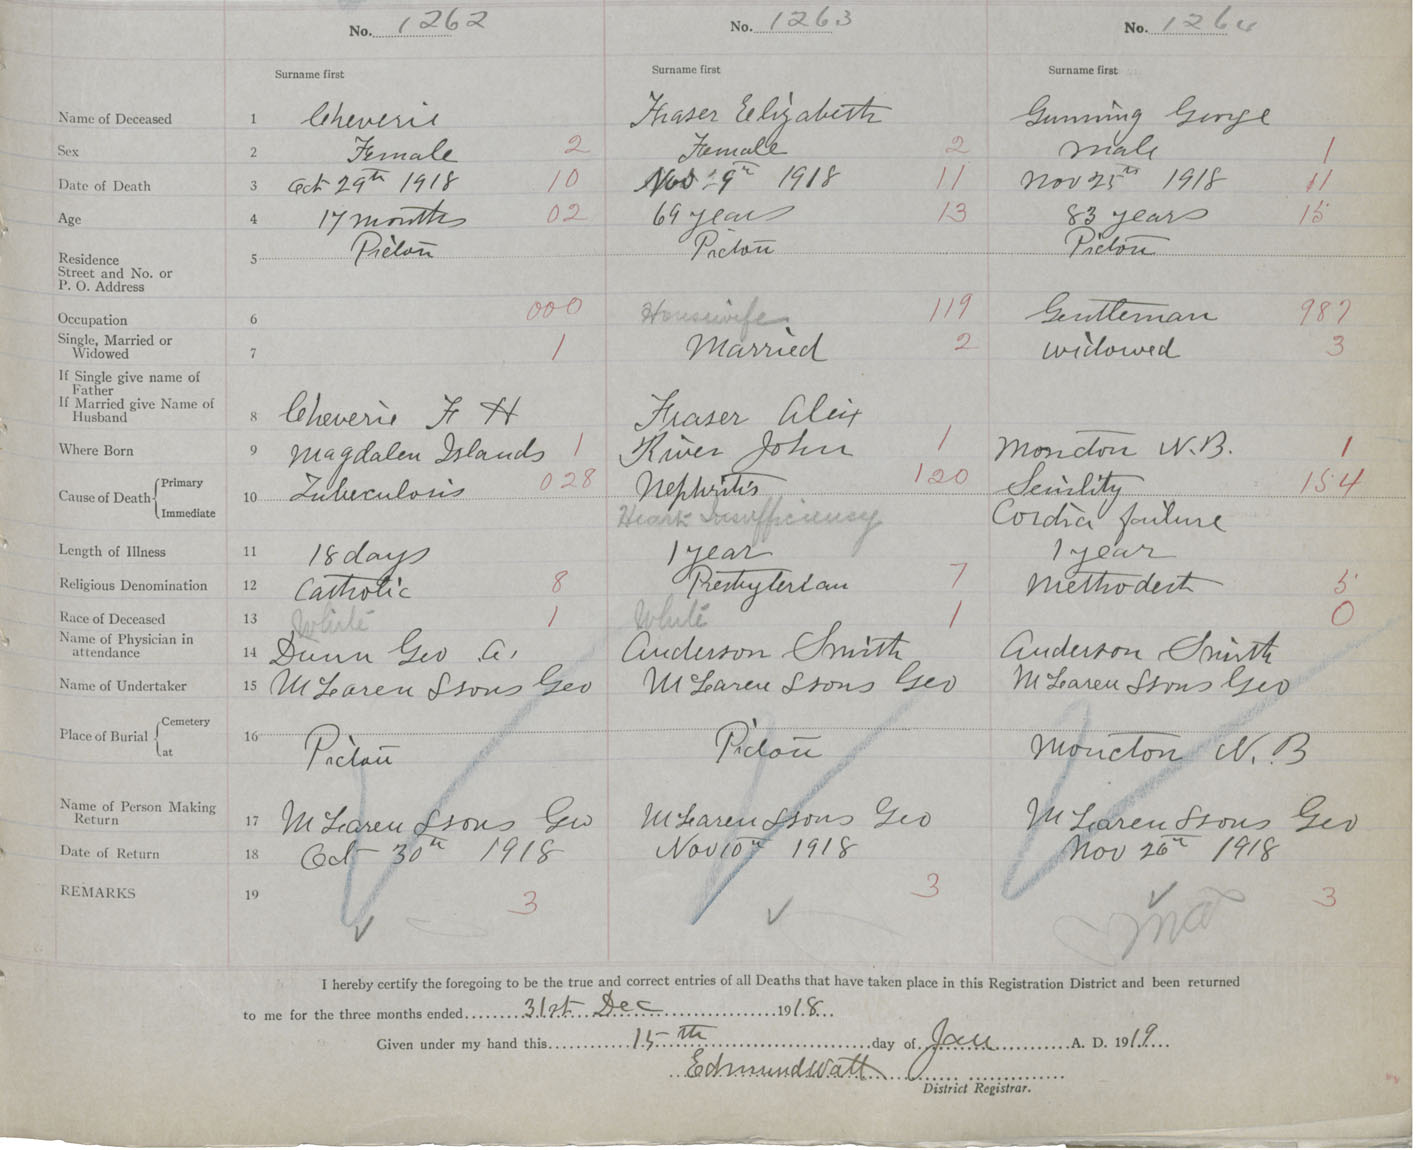 No. 1262 No. 1263 No. 1264
Surname first Surname first Surname first
Name of Deceased 1 Cheverie Fraser Eelizabeth Gunning George
Sex 2 Female 2 Female 2 Male 1
Date of Death 3 Oct 29th 1918 10 Nov 9th 1918 11 Nov 25th 1918 11
Age 4 17 months 02 69 years 13 83 years 15
Residence
Street and No. or
P. O. Address 5 Pictou Pictou Pictou
Occupation 6 000 Housewife 119 Gentleman 987
Single, Married or
Widowed 7 1 Married 2 widowed 3
If Single give name of
Father
If Married give Name of
Husband 8 Cheverie F H Fraser Alex
Where Born 9 Magdalen Islands 1 River John 1 Moncton N.B. 1
Cause of Death Primary
Immediate 10 Tubeculosis 028 Nephritis 120 Senility 154
Heart Insufficiency Cordia failure
Length of Illness 11 18 days 1 year 1 year
Religious Denomination 12 Catholic 8 Presbyterian 7 Methodest 5
Race of Deceased 13 White 1 White 1 0
Name of Physician in
attendance 14 Dunn Geo A. Anderson Smith Anderson Smith
Name of Undertaker 15 McLaren & sons Geo McLaren & sons Geo McLaren & sons Geo
Place of Burial Cemetery
at 16 Pictou Pictou Moncton N. B
Name of Person Making
Return 17 McLaren & sons Geo McLaren & sons Geo McLaren & sons Geo
Date of Return 18 Oct 30th 1918 Nov 10th 1918 Nov 26th 1918
REMARKS 19 3 3 3
I hereby certify the foregoing to be the true and correct entries of all Deaths that have taken place in this Registration District and been returned
to me for the three months ended 31st Dec 1918
Given under my hand this 15th day of Jan A. D. 1919
Edmund Watt
District Registrar.